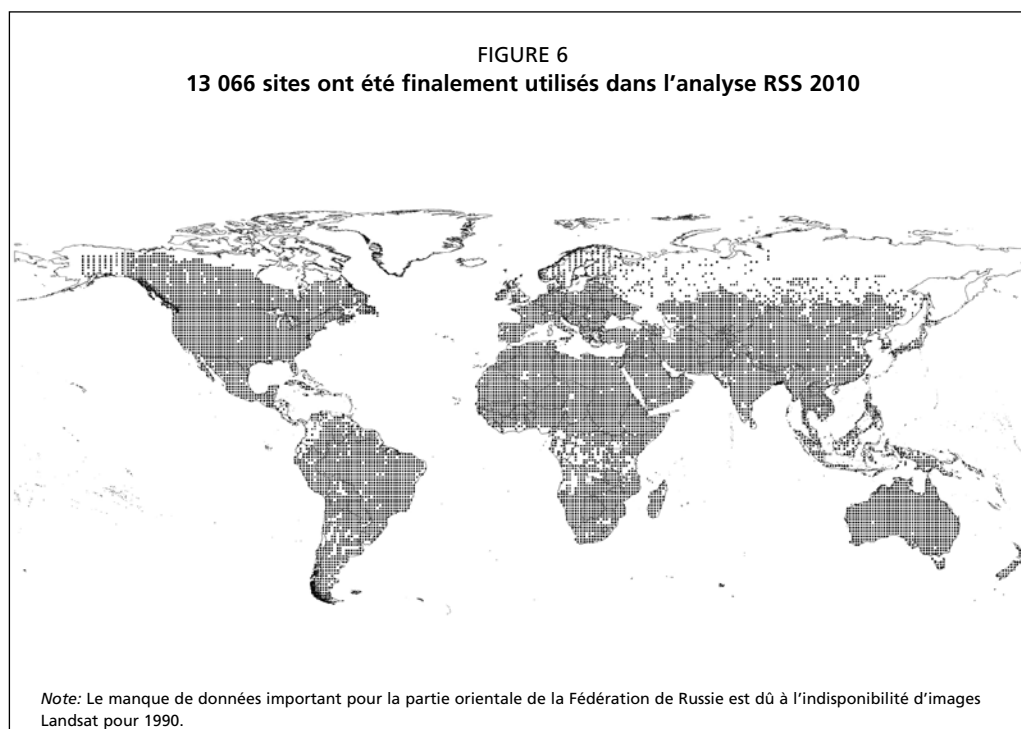 FIGURE 6
13 066 sites ont été finalement utilisés dans l’analyse RSS 2010
Note: Le manque de données important pour la partie orientale de la Fédération de Russie est dû à l’indisponibilité d’images
Landsat pour 1990.